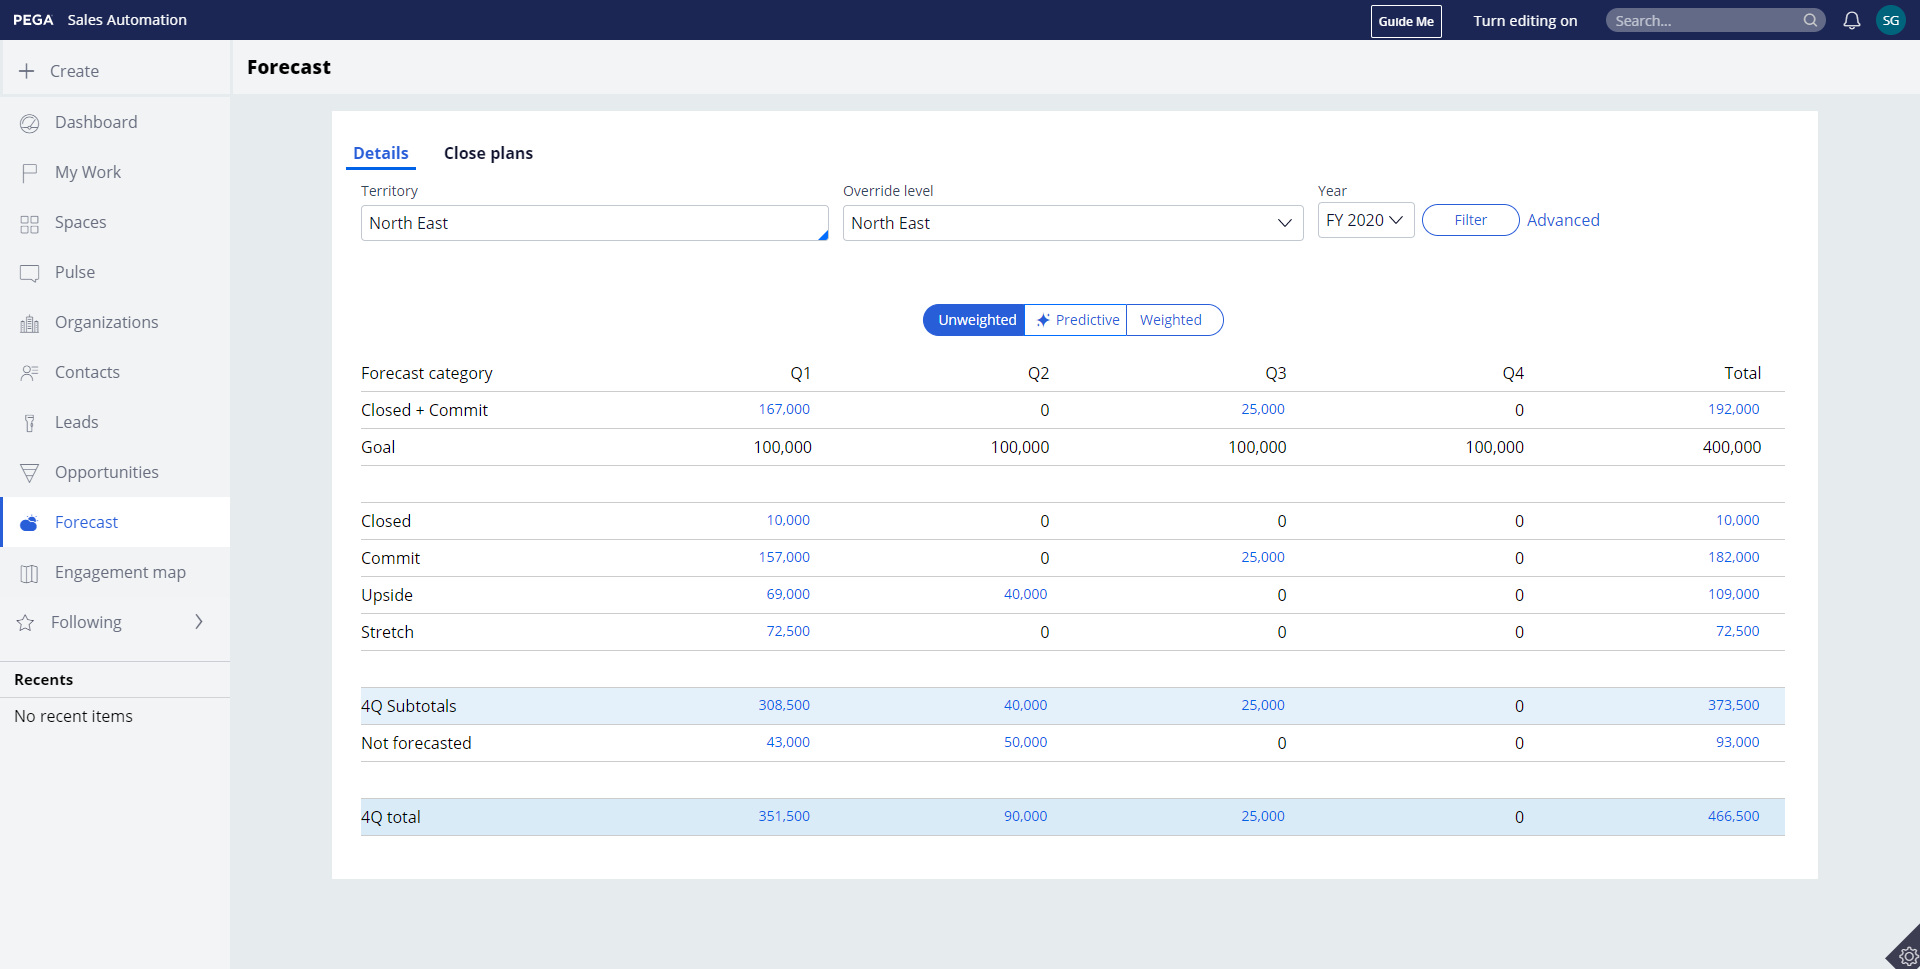 PEGA Sales Automation Guide Me Turn editing on Search... SG
Create
Forecast
Dashboard
My Work
Spaces
Pulse
Organizations
Contacts
Leads
Opportunities
Forecast
Engagement map
Following
Recents
No recent items
Details Close plans
Territory Override level Year
North East North East FY 2020 Filter Advanced
Unweighted Predictive Weighted
Forecast category Q1 Q2 Q3 Q4 Total
Closed + Commit 167,000 0 25,000 0 192,000
Goal 100,000 100,000 100,000 100,000 400,000
Closed 10,000 0 0 0 10,000
Commit 157,000 0 25,000 0 182,000
Upside 69,000 40,000 0 0 109,000
Stretch 72,500 0 0 0 72,500
4Q Subtotals 308,500 40,000 25,000 0 373,500
Not forecasted 43,000 50,000 0 0 93,000
4Q total 351,500 90,000 25,000 0 466,500